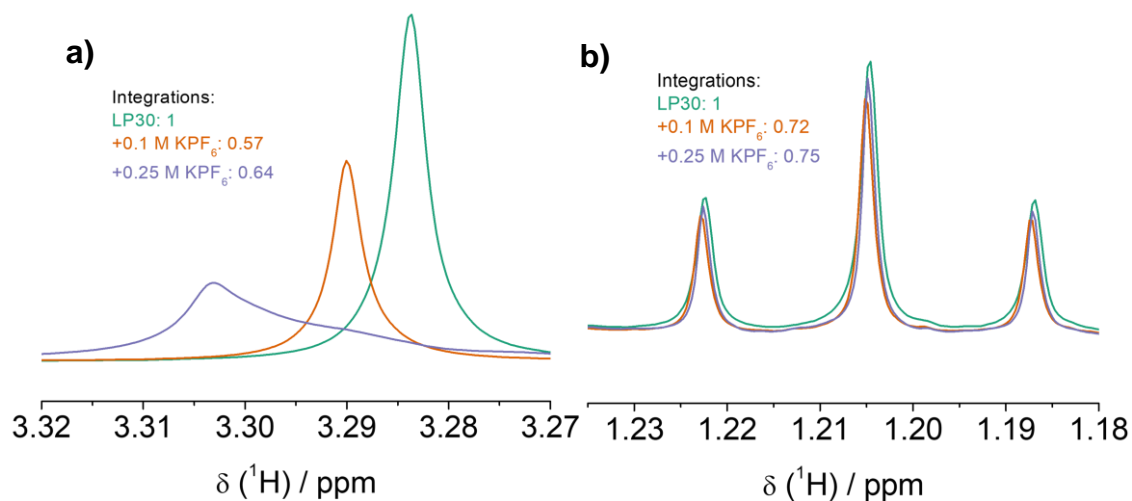 a)
Integrations:
LP30: 1
+0.1 M KPF6: 0.57
+0.25 M KPF6: 0.64
3.32 3.31 3.30 3.29 3.28 3.27
δ (1H) / ppm
b)
Integrations:
LP30: 1
+0.1 M KPF6: 0.72
+0.25 M KPF6: 0.75
1.23 1.22 1.21 1.20 1.19 1.18
δ (1H) / ppm